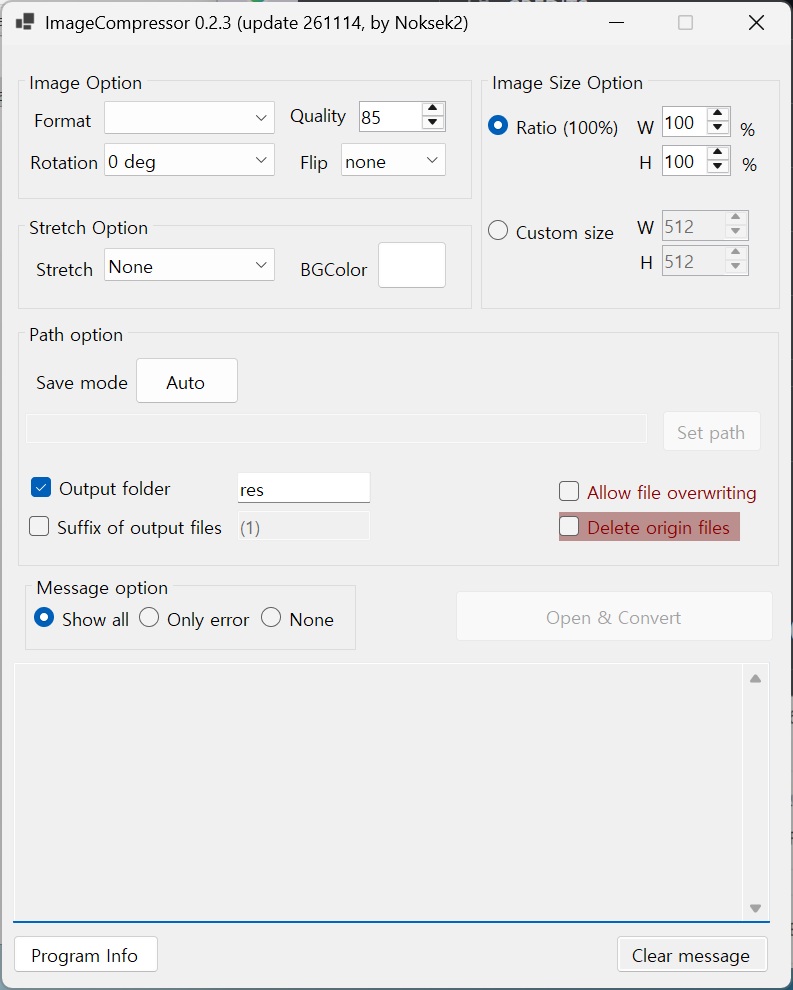 ImageCompressor 0.2.3 (update 261114, by Noksek2)
Image Option
Format
Quality 85
Rotation 0 deg
Flip none
Image Size Option
Ratio (100%) W 100 %
H 100 %
Custom size W 512
H 512
Stretch Option
Stretch None
BGColor
Path option
Save mode Auto
Set path
Output folder res
Allow file overwriting
Suffix of output files (1)
Delete origin files
Message option
Show all Only error None
Open & Convert
Program Info
Clear message